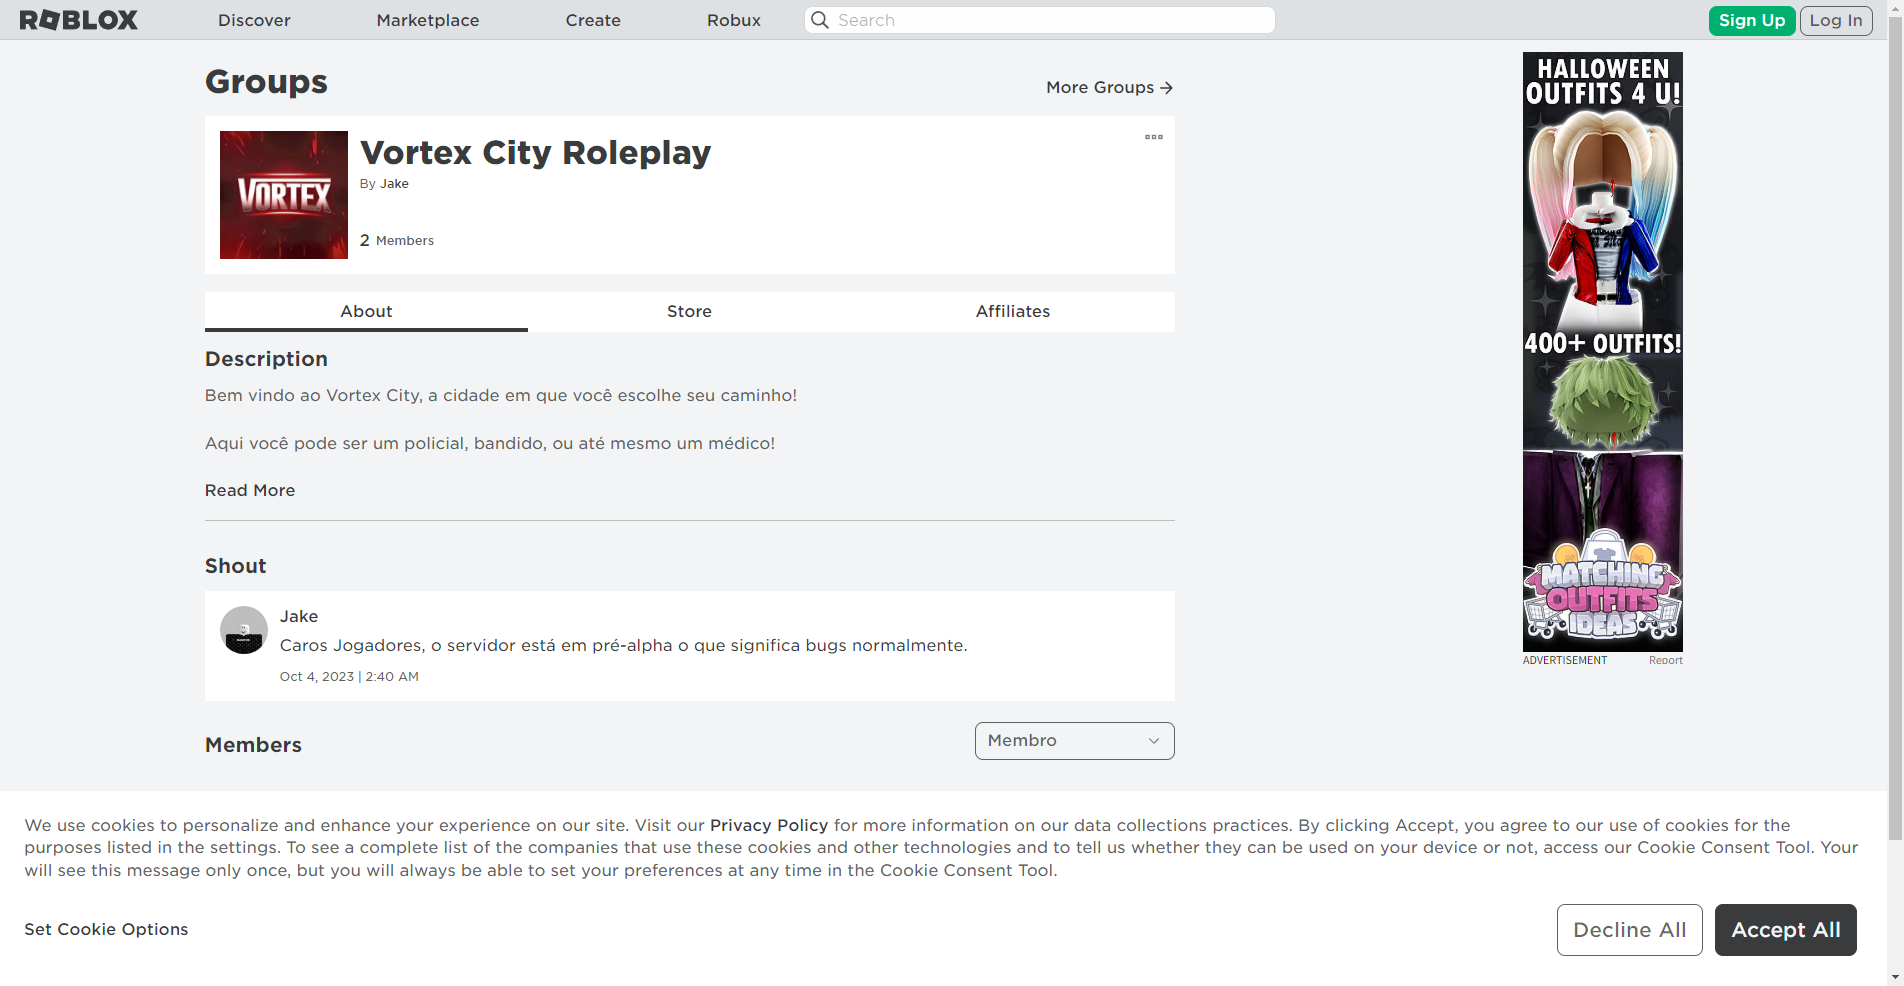 ROBLOX Discover Marketplace Create Robux Search Sign Up Log In
Groups
More Groups
VORTEX
Vortex City Roleplay
By Jake
2 Members
About Store Affiliates
Description
Bem vindo ao Vortex City, a cidade em que você escolhe seu caminho!
Aqui você pode ser um policial, bandido, ou até mesmo um médico!
Read More
Shout
Jake
Caros Jogadores, o servidor está em pré-alpha o que significa bugs normalmente.
Oct 4, 2023 | 2:40 AM
Members
Membro
HALLOWEEN
OUTFITS 4 U!
400+ OUTFITS!
MATCHING
OUTFITS
IDEAS
ADVERTISEMENT Report
We use cookies to personalize and enhance your experience on our site. Visit our Privacy Policy for more information on our data collections practices. By clicking Accept, you agree to our use of cookies for the
purposes listed in the settings. To see a complete list of the companies that use these cookies and other technologies and to tell us whether they can be used on your device or not, access our Cookie Consent Tool. Your
will see this message only once, but you will always be able to set your preferences at any time in the Cookie Consent Tool.
Set Cookie Options
Decline All
Accept All